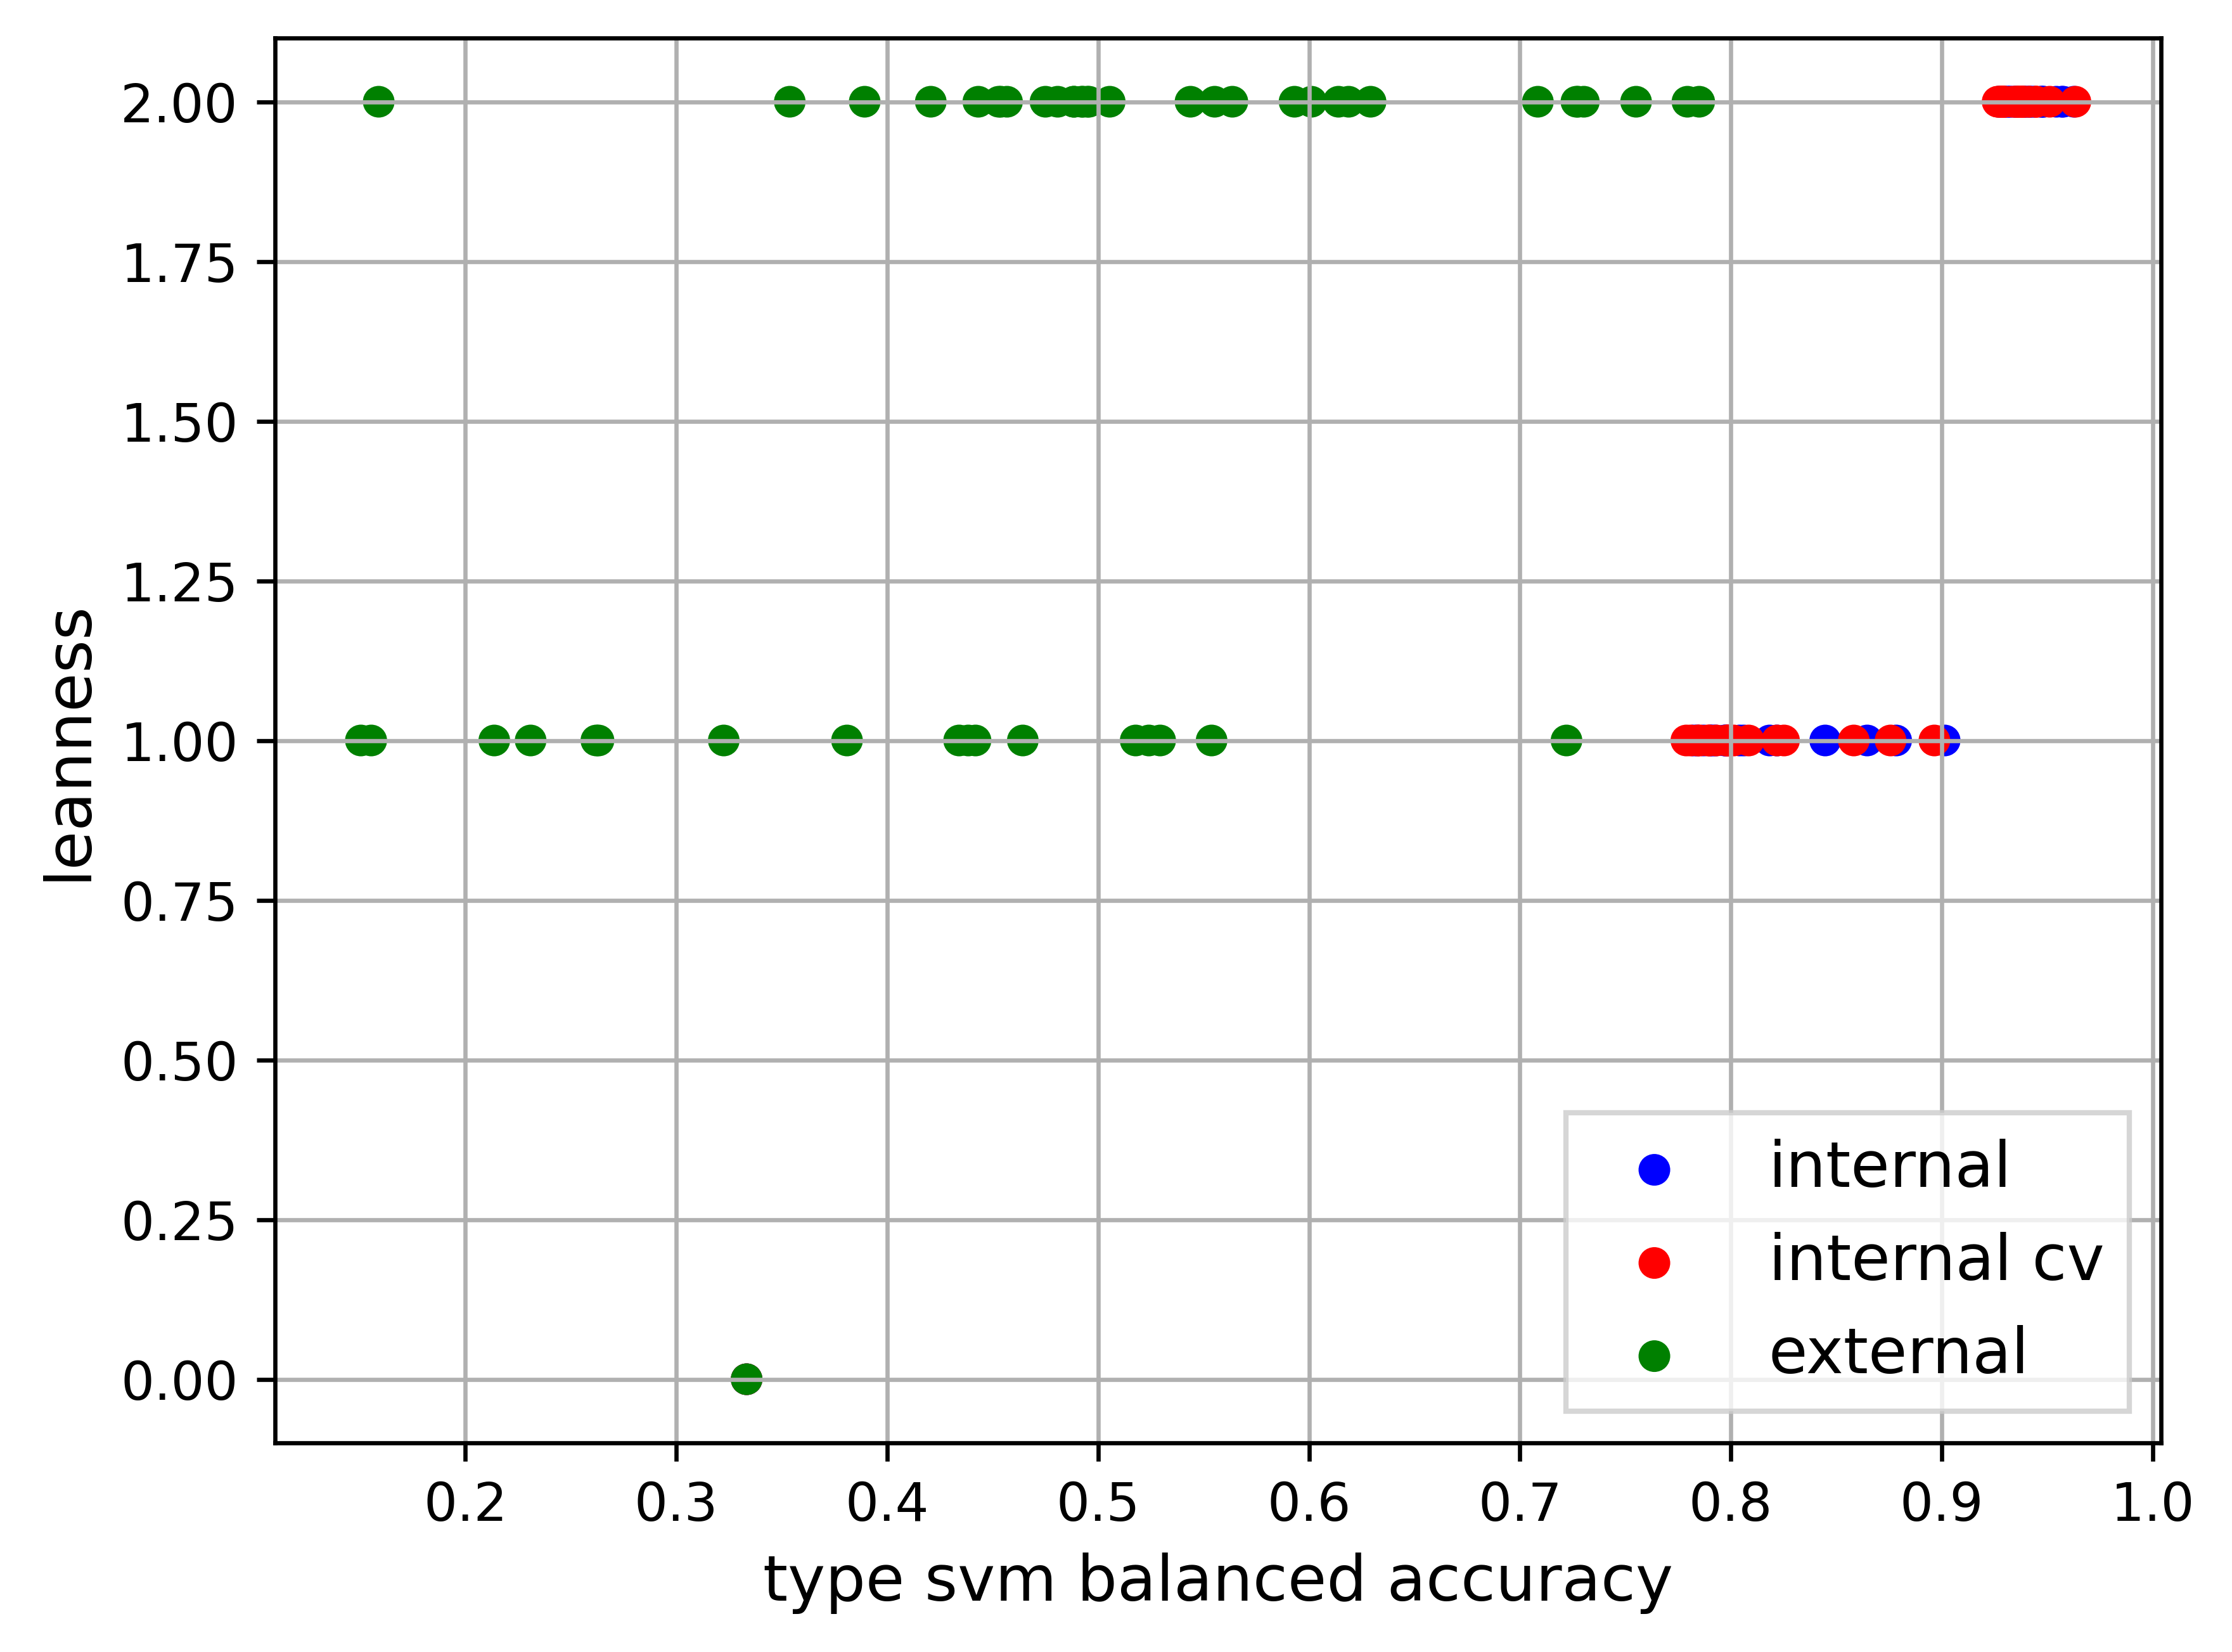 2.00
1.75
1.50
1.25
1.00
0.75
0.50
0.25
0.00
leanness
internal
internal cv
external
0.2 0.3 0.4 0.5 0.6 0.7 0.8 0.9 1.0
type svm balanced accuracy